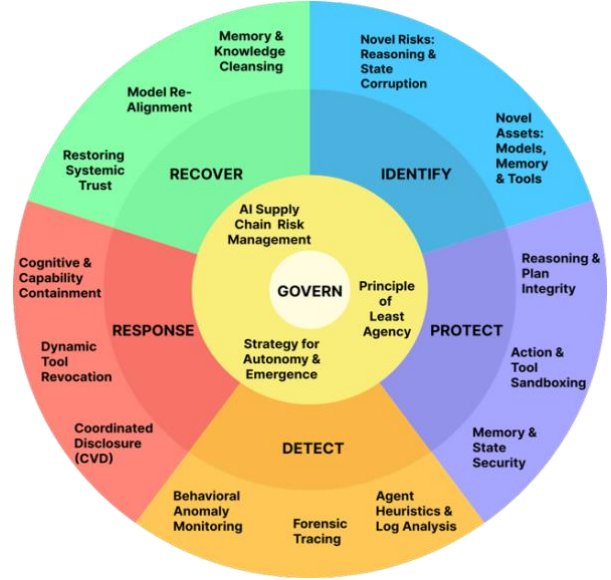 Memory &
Knowledge
Cleansing
Model Re-
Alignment
Restoring
Systemic
Trust
RECOVER
Novel Risks:
Reasoning &
State
Corruption
Novel
Assets:
Models,
Memory
& Tools
IDENTIFY
AI Supply
Chain Risk
Management
GOVERN
Principle
of
Least
Agency
Strategy for
Autonomy &
Emergence
Cognitive &
Capability
Containment
Dynamic
Tool
Revocation
Coordinated
Disclosure
(CVD)
RESPONSE
Reasoning &
Plan
Integrity
Action &
Tool
Sandboxing
Memory &
State
Security
PROTECT
DETECT
Behavioral
Anomaly
Monitoring
Forensic
Tracing
Agent
Heuristics &
Log Analysis